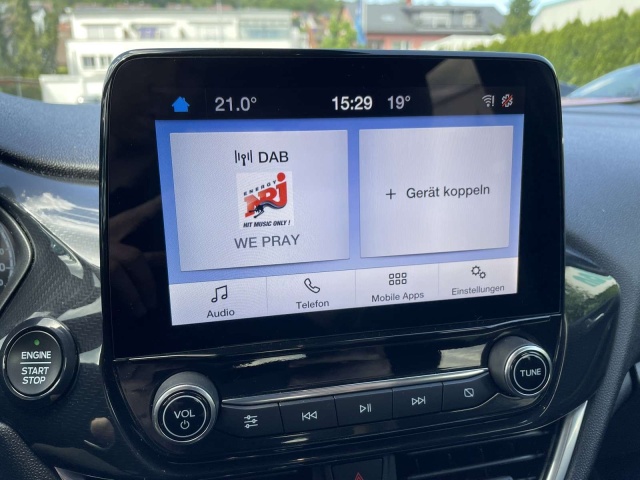 21.0°
15:29
19°
DAB
ENERGY
NRJ
HIT MUSIC ONLY!
WE PRAY
+ Gerät koppeln
Audio
Telefon
Mobile Apps
Einstellungen
ENGINE
START
STOP
VOL
TUNE